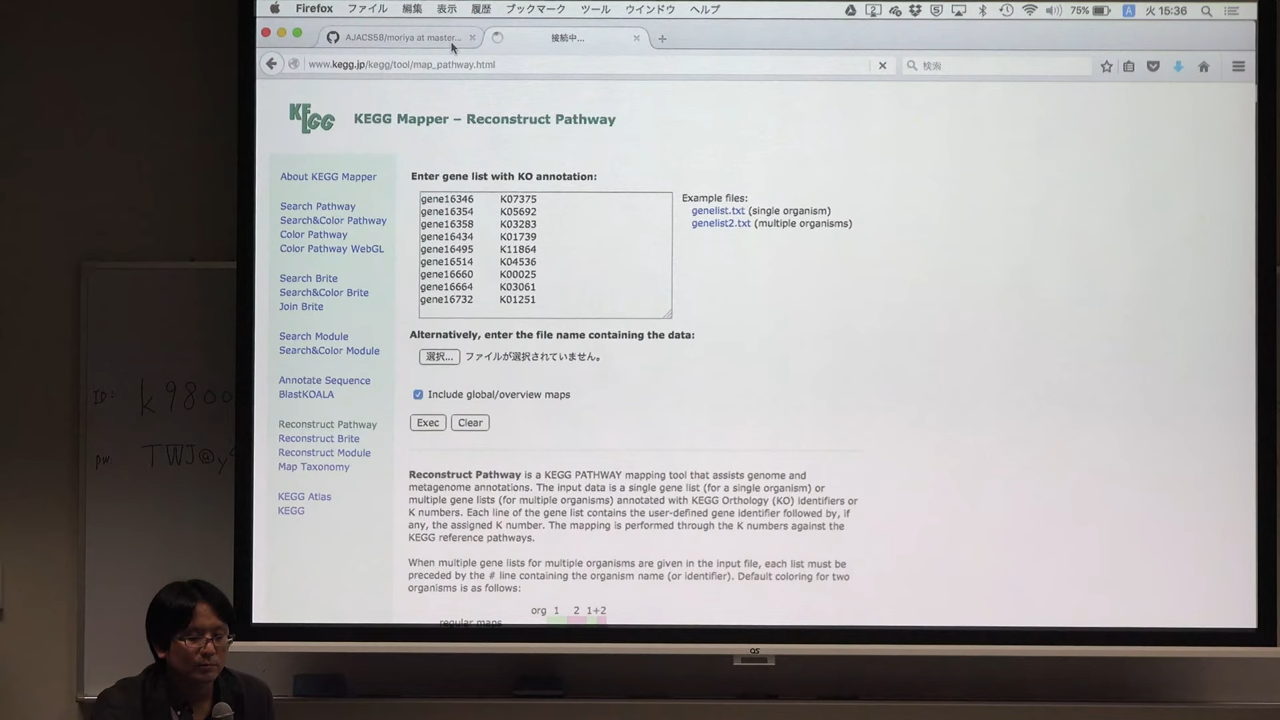 Firefox ファイル 編集 表示 履歴 ブックマーク ツール ウインドウ ヘルプ 75% A 火 15:36
AJACS58/moriya at master... 接続中...
www.kegg.jp/kegg/tool/map_pathway.html 検索
KEGG KEGG Mapper – Reconstruct Pathway
About KEGG Mapper
Search Pathway
Search&Color Pathway
Color Pathway
Color Pathway WebGL
Search Brite
Search&Color Brite
Join Brite
Search Module
Search&Color Module
Annotate Sequence
BlastKOALA
Reconstruct Pathway
Reconstruct Brite
Reconstruct Module
Map Taxonomy
KEGG Atlas
KEGG
Enter gene list with KO annotation:
gene16346 K07375
gene16354 K05692
gene16358 K03283
gene16434 K01739
gene16495 K11864
gene16514 K04536
gene16660 K00025
gene16664 K03061
gene16732 K01251
Example files:
genelist.txt (single organism)
genelist2.txt (multiple organisms)
Alternatively, enter the file name containing the data:
選択... ファイルが選択されていません。
Include global/overview maps
Exec Clear
Reconstruct Pathway is a KEGG PATHWAY mapping tool that assists genome and
metagenome annotations. The input data is a single gene list (for a single organism) or
multiple gene lists (for multiple organisms) annotated with KEGG Orthology (KO) identifiers or
K numbers. Each line of the gene list contains the user-defined gene identifier followed by, if
any, the assigned K number. The mapping is performed through the K numbers against the
KEGG reference pathways.
When multiple gene lists for multiple organisms are given in the input file, each list must be
preceded by the # line containing the organism name (or identifier). Default coloring for two
organisms is as follows:
org 1 2 1+2
regular maps
ID: k9800
pw TWJ@y
OS